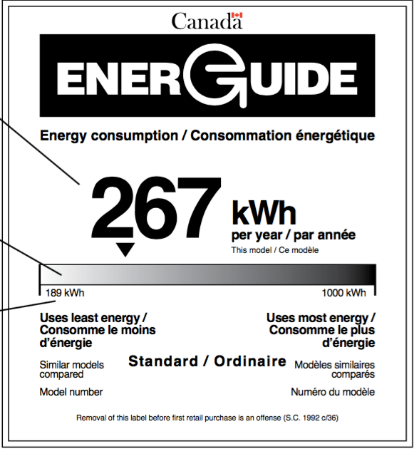 Canada
ENERGUIDE
Energy consumption / Consommation énergétique
267 kWh
per year / par année
This model / Ce modèle
189 kWh 1000 kWh
Uses least energy / Uses most energy /
Consomme le moins Consomme le plus
d'énergie d'énergie
Similar models compared Standard / Ordinaire Modèles similaires comparés
Model number Numéro du modèle
Removal of this label before first retail purchase is an offense (S.C. 1992 c/36)